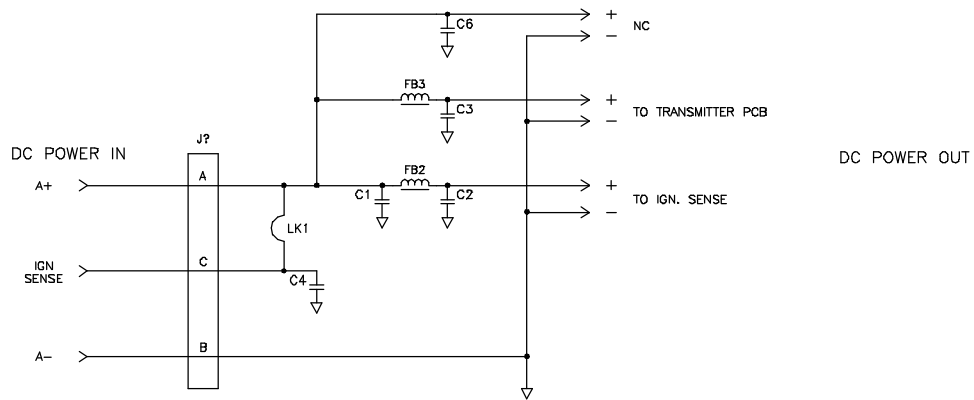 C6
+
NC
−
FB3
C3
+
TO TRANSMITTER PCB
−
J?
DC POWER IN
DC POWER OUT
A+
A
FB2
C1
C2
+
TO IGN. SENSE
−
LK1
IGN
SENSE
C
C4
A−
B